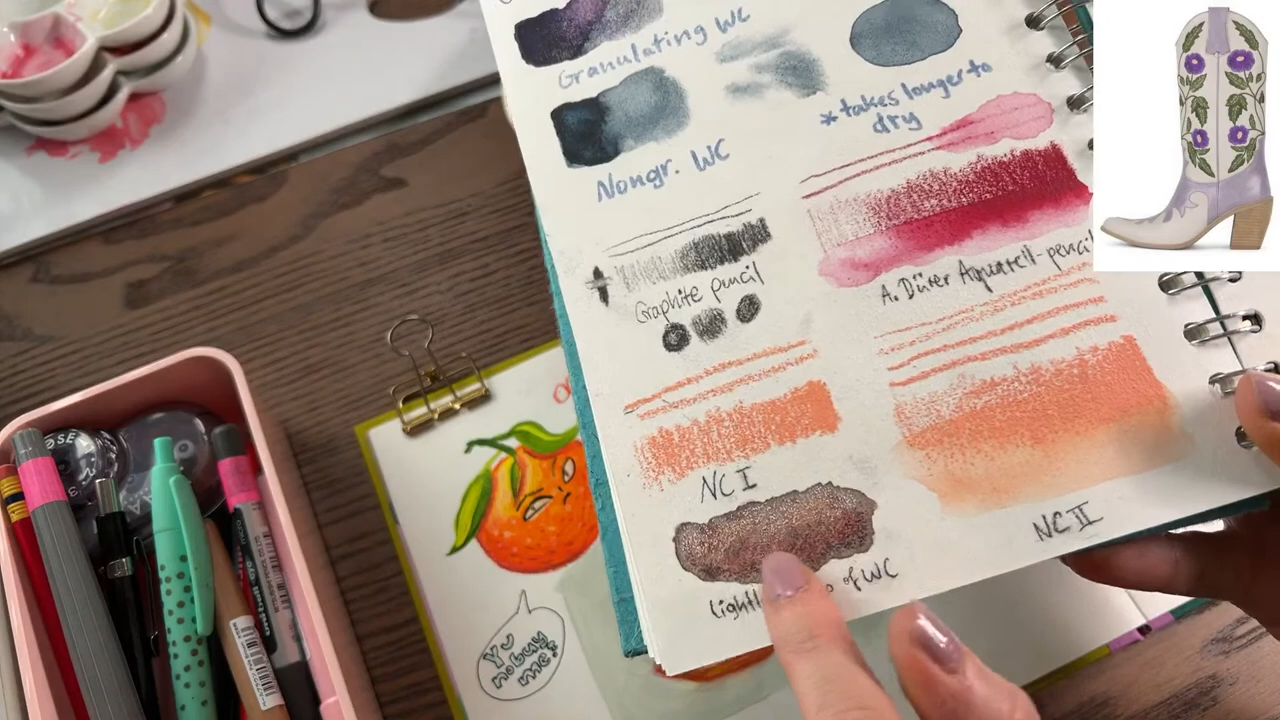 Granulating WC
Nongr. WC
*takes longer to
dry
Graphite pencil
A. Dürer Aquarell-pencil
NC I
NC II
of WC
Yu
no buy
me?